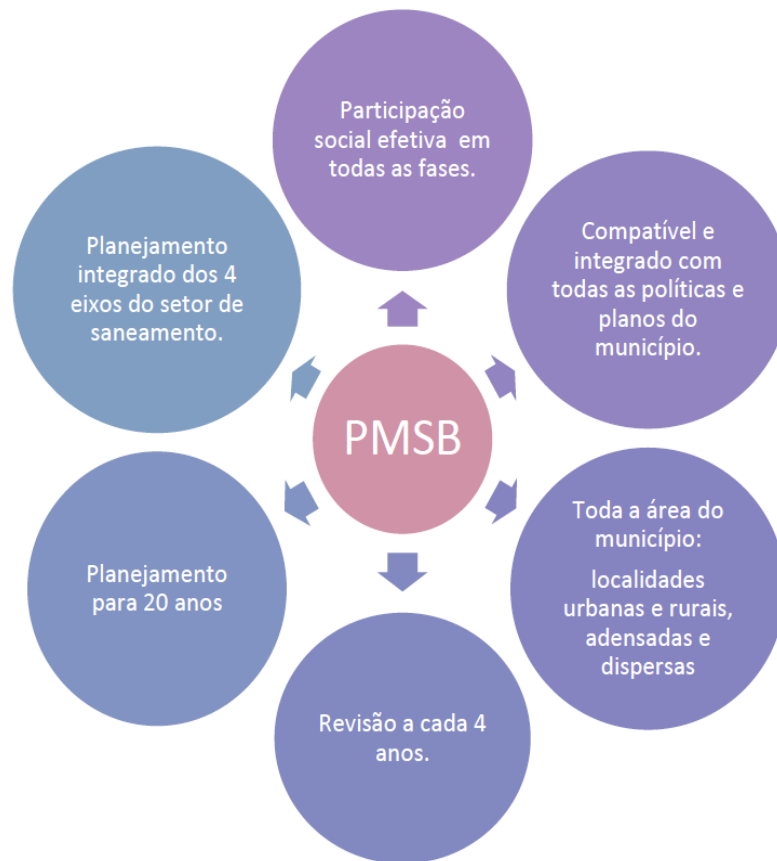 Participação
social efetiva em
todas as fases.
Planejamento
integrado dos 4
eixos do setor de
saneamento.
Compatível e
integrado com
todas as políticas e
planos do
município.
PMSB
Planejamento
para 20 anos
Toda a área do
município:
localidades
urbanas e rurais,
adensadas e
dispersas
Revisão a cada 4
anos.